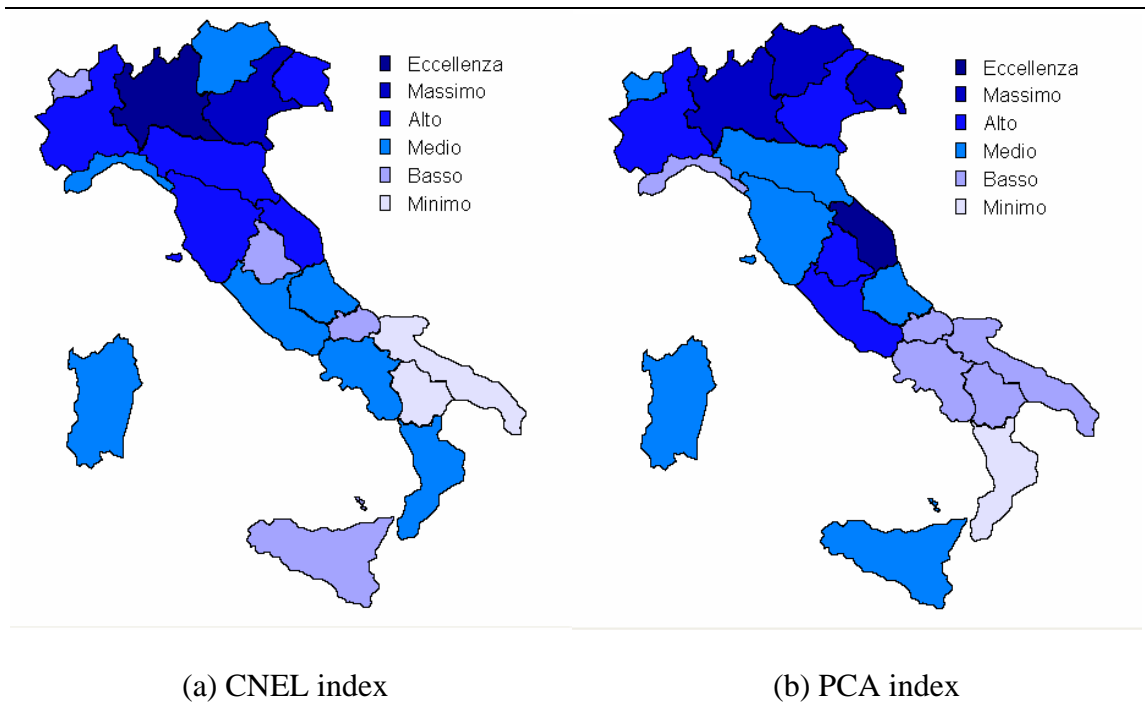 Eccellenza
Massimo
Alto
Medio
Basso
Minimo
Eccellenza
Massimo
Alto
Medio
Basso
Minimo
(a) CNEL index
(b) PCA index